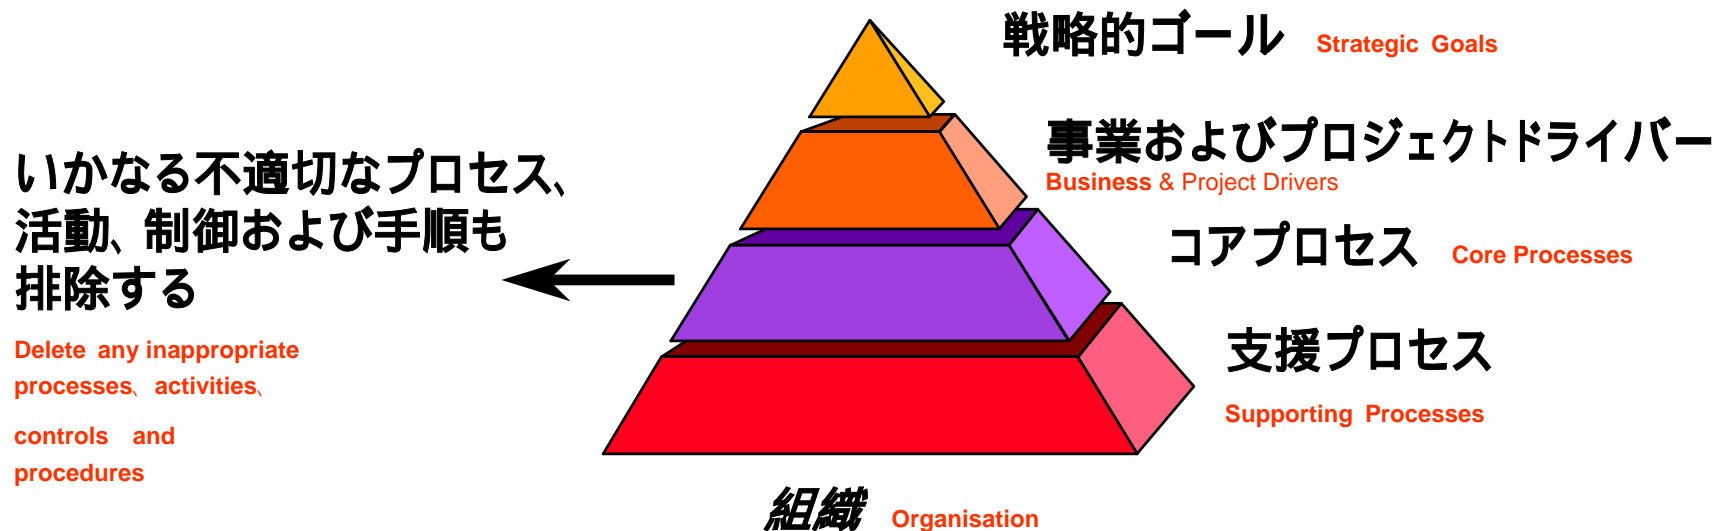 戦略的ゴール Strategic Goals
事業およびプロジェクトドライバー
Business & Project Drivers
いかなる不適切なプロセス、
活動、制御および手順も
排除する
コアプロセス Core Processes
Delete any inappropriate
processes、activities、
controls and
procedures
支援プロセス
Supporting Processes
組織 Organisation